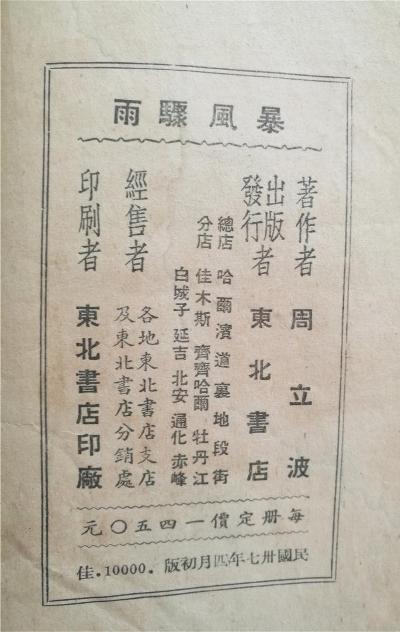 暴風驟雨
著作者 周立波
出版發行者 東北書店
總店 哈爾濱道裏地段街
分店 佳木斯 齊齊哈爾 牡丹江
白城子 延吉 北安 通化 赤峰
經售者 各地東北書店支店
及東北書店分銷處
印刷者 東北書店印廠
每册定價一四五〇元
民國卅七年四月初版. 10000. 佳